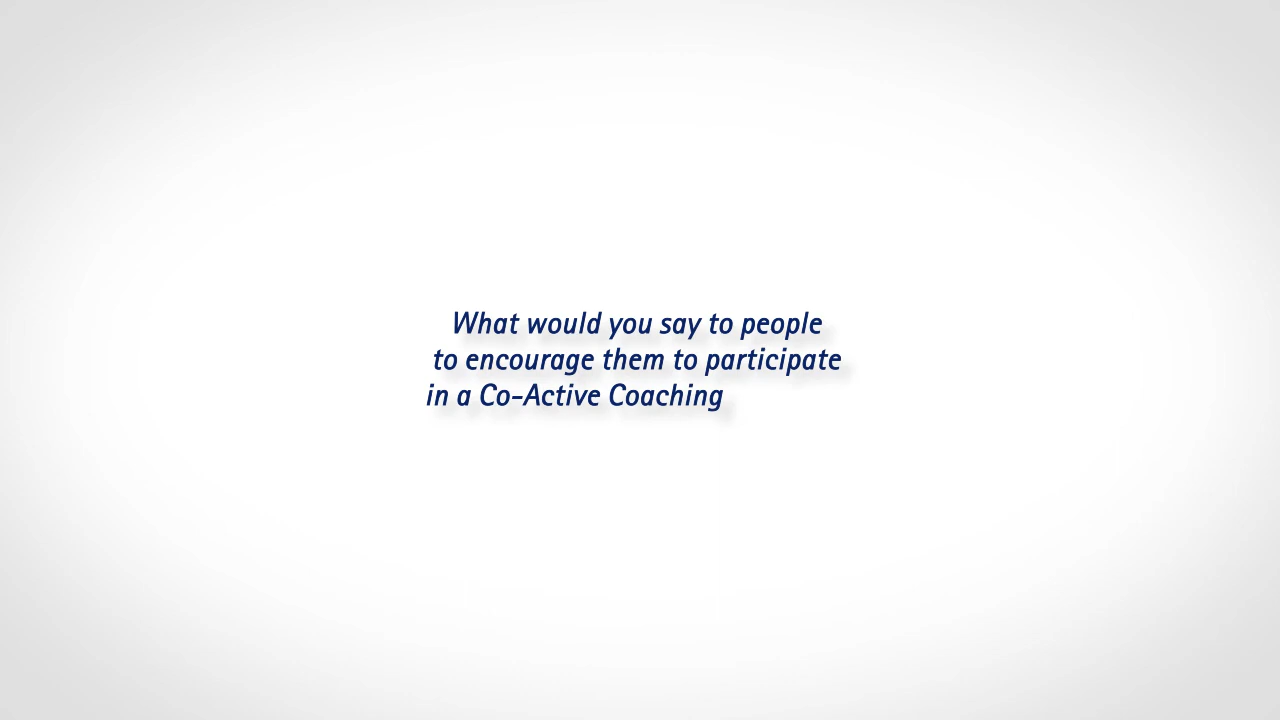 What would you say to people
to encourage them to participate
in a Co-Active Coaching